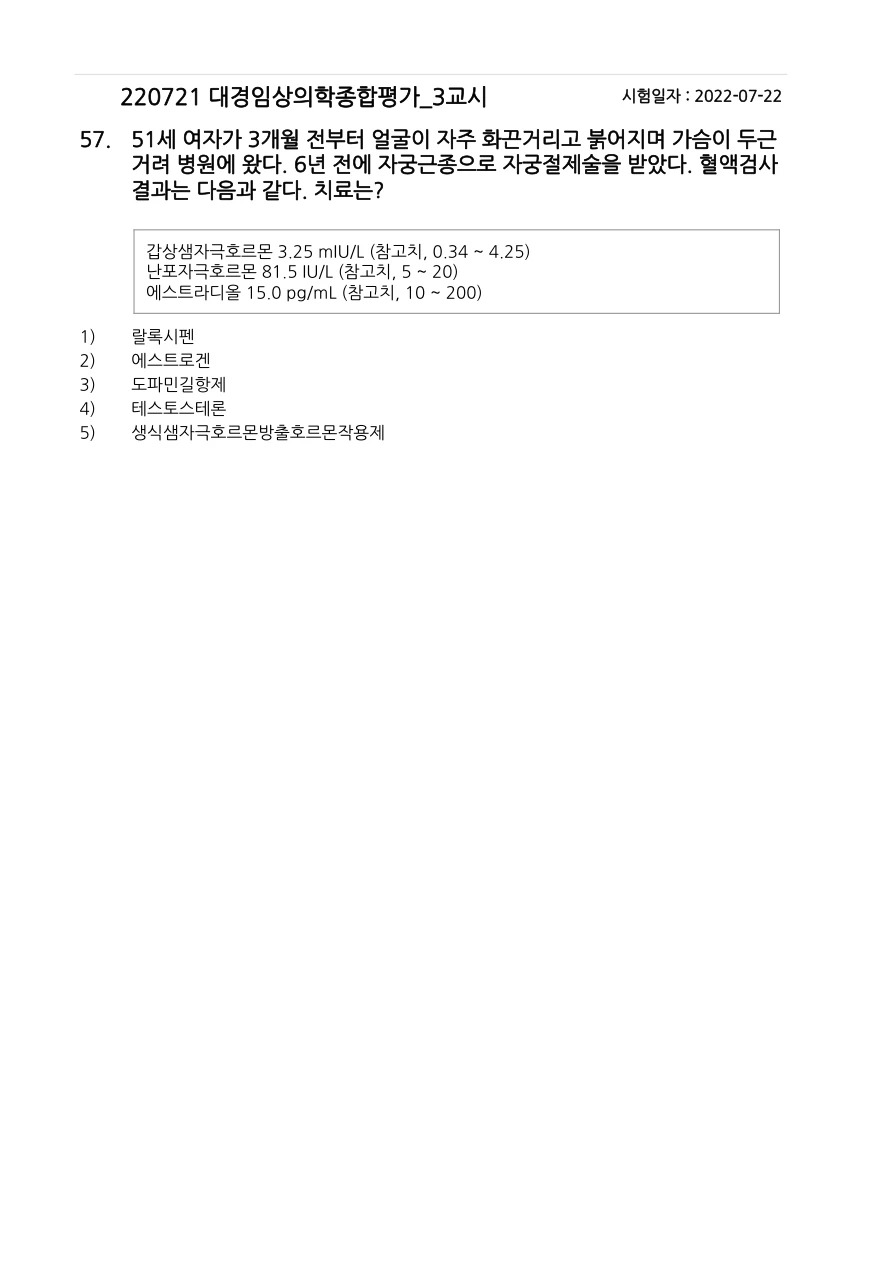 220721 대경임상의학종합평가_3교시 시험일자 : 2022-07-22
57. 51세 여자가 3개월 전부터 얼굴이 자주 화끈거리고 붉어지며 가슴이 두근
거려 병원에 왔다. 6년 전에 자궁근종으로 자궁절제술을 받았다. 혈액검사
결과는 다음과 같다. 치료는?
갑상샘자극호르몬 3.25 mIU/L (참고치, 0.34 ~ 4.25)
난포자극호르몬 81.5 IU/L (참고치, 5 ~ 20)
에스트라디올 15.0 pg/mL (참고치, 10 ~ 200)
1) 랄록시펜
2) 에스트로겐
3) 도파민길항제
4) 테스토스테론
5) 생식샘자극호르몬방출호르몬작용제